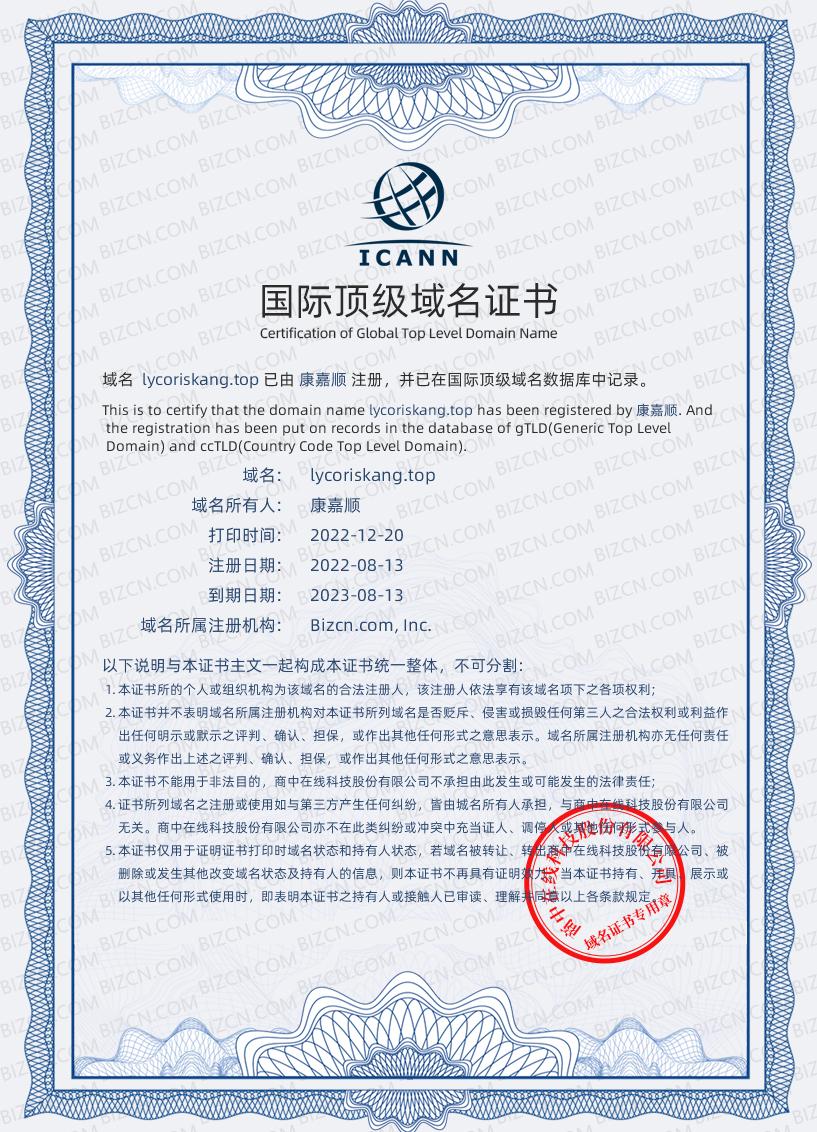 ICANN
国际顶级域名证书
Certification of Global Top Level Domain Name
域名 lycoriskang.top 已由 康嘉顺 注册，并已在国际顶级域名数据库中记录。
This is to certify that the domain name lycoriskang.top has been registered by 康嘉顺. And
the registration has been put on records in the database of gTLD(Generic Top Level
Domain) and ccTLD(Country Code Top Level Domain).
域名： lycoriskang.top
域名所有人： 康嘉顺
打印时间： 2022-12-20
注册日期： 2022-08-13
到期日期： 2023-08-13
域名所属注册机构： Bizcn.com, Inc.
以下说明与本证书主文一起构成本证书统一整体，不可分割：
1. 本证书所的个人或组织机构为该域名的合法注册人，该注册人依法享有该域名项下之各项权利；
2. 本证书并不表明域名所属注册机构对本证书所列域名是否贬斥、侵害或损毁任何第三人之合法权利或利益作
出任何明示或默示之评判、确认、担保，或作出其他任何形式之意思表示。域名所属注册机构亦无任何责任
或义务作出上述之评判、确认、担保，或作出其他任何形式之意思表示。
3. 本证书不能用于非法目的，商中在线科技股份有限公司不承担由此发生或可能发生的法律责任；
4. 证书所列域名之注册或使用如与第三方产生任何纠纷，皆由域名所有人承担，与商中在线科技股份有限公司
无关。商中在线科技股份有限公司亦不在此类纠纷或冲突中充当证人、调停人或其他任何形式参与人。
5. 本证书仅用于证明证书打印时域名状态和持有人状态，若域名被转让、转出商中在线科技股份有限公司、被
删除或发生其他改变域名状态及持有人的信息，则本证书不再具有证明效力。当本证书持有、开具、展示或
以其他任何形式使用时，即表明本证书之持有人或接触人已审读、理解并同意以上各条款规定。
商中在线科技股份有限公司
域名证书专用章
BIZCN.COM